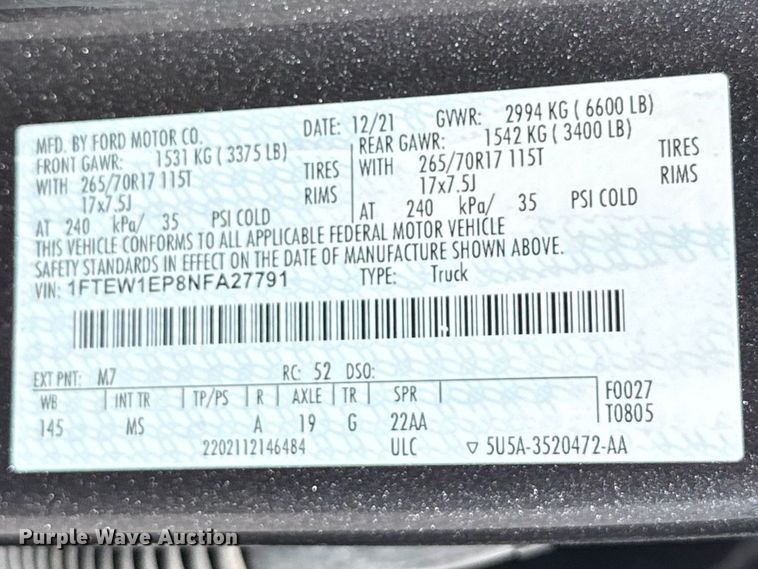 MFD. BY FORD MOTOR CO. DATE: 12/21 GVWR: 2994 KG ( 6600 LB)
FRONT GAWR: 1531 KG ( 3375 LB) REAR GAWR: 1542 KG ( 3400 LB)
WITH 265/70R17 115T TIRES WITH 265/70R17 115T TIRES
17x7.5J RIMS 17x7.5J RIMS
AT 240 kPa/ 35 PSI COLD AT 240 kPa/ 35 PSI COLD
THIS VEHICLE CONFORMS TO ALL APPLICABLE FEDERAL MOTOR VEHICLE
SAFETY STANDARDS IN EFFECT ON THE DATE OF MANUFACTURE SHOWN ABOVE.
VIN: 1FTEW1EP8NFA27791 TYPE: Truck
EXT PNT: M7 RC: 52 DSO:
WB INT TR TP/PS R AXLE TR SPR F0027
145 MS A 19 G 22AA T0805
2202112146484 ULC ▽ 5U5A-3520472-AA
Purple Wave Auction